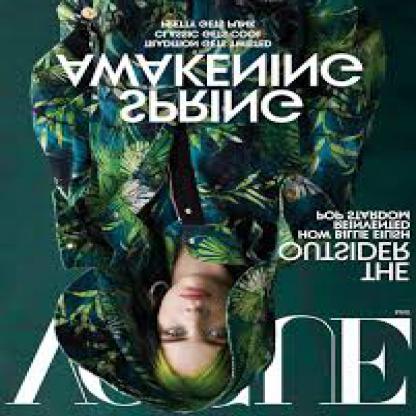 VOGUE
THE
OUTSIDER
HOW BILLIE EILISH
REINVENTED
POP STARDOM
SPRING
AWAKENING
TRADITION GETS TWISTED
CLASSIC GETS COOL
PRETTY GETS PUNK